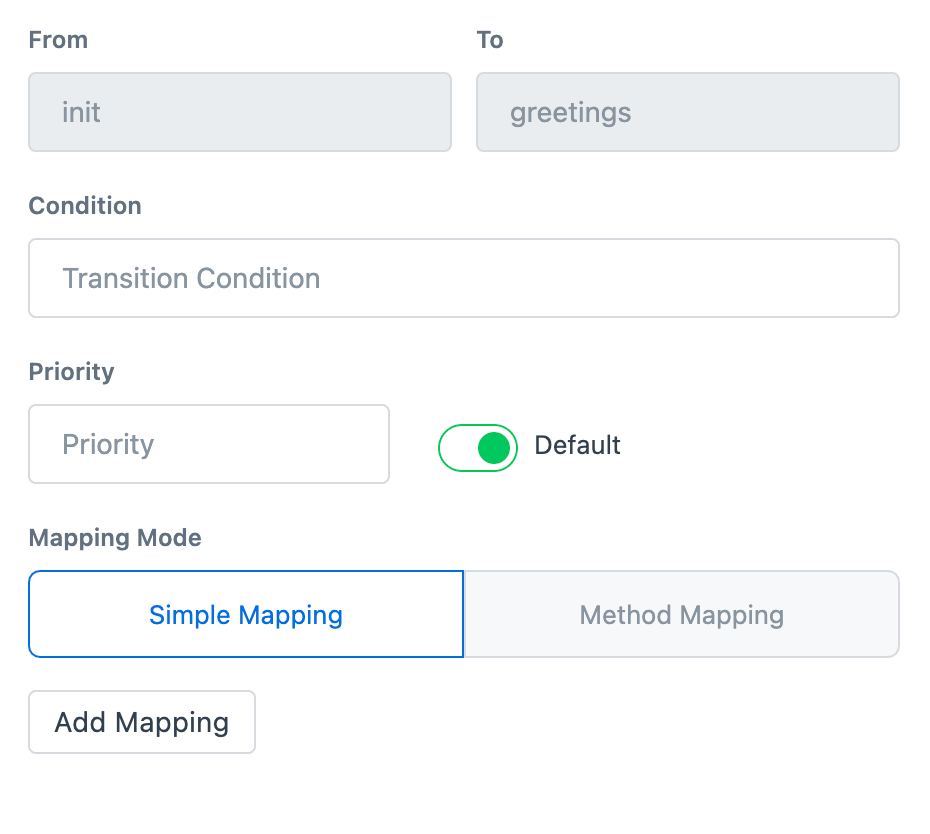 From
To
init
greetings
Condition
Transition Condition
Priority
Priority
Default
Mapping Mode
Simple Mapping
Method Mapping
Add Mapping